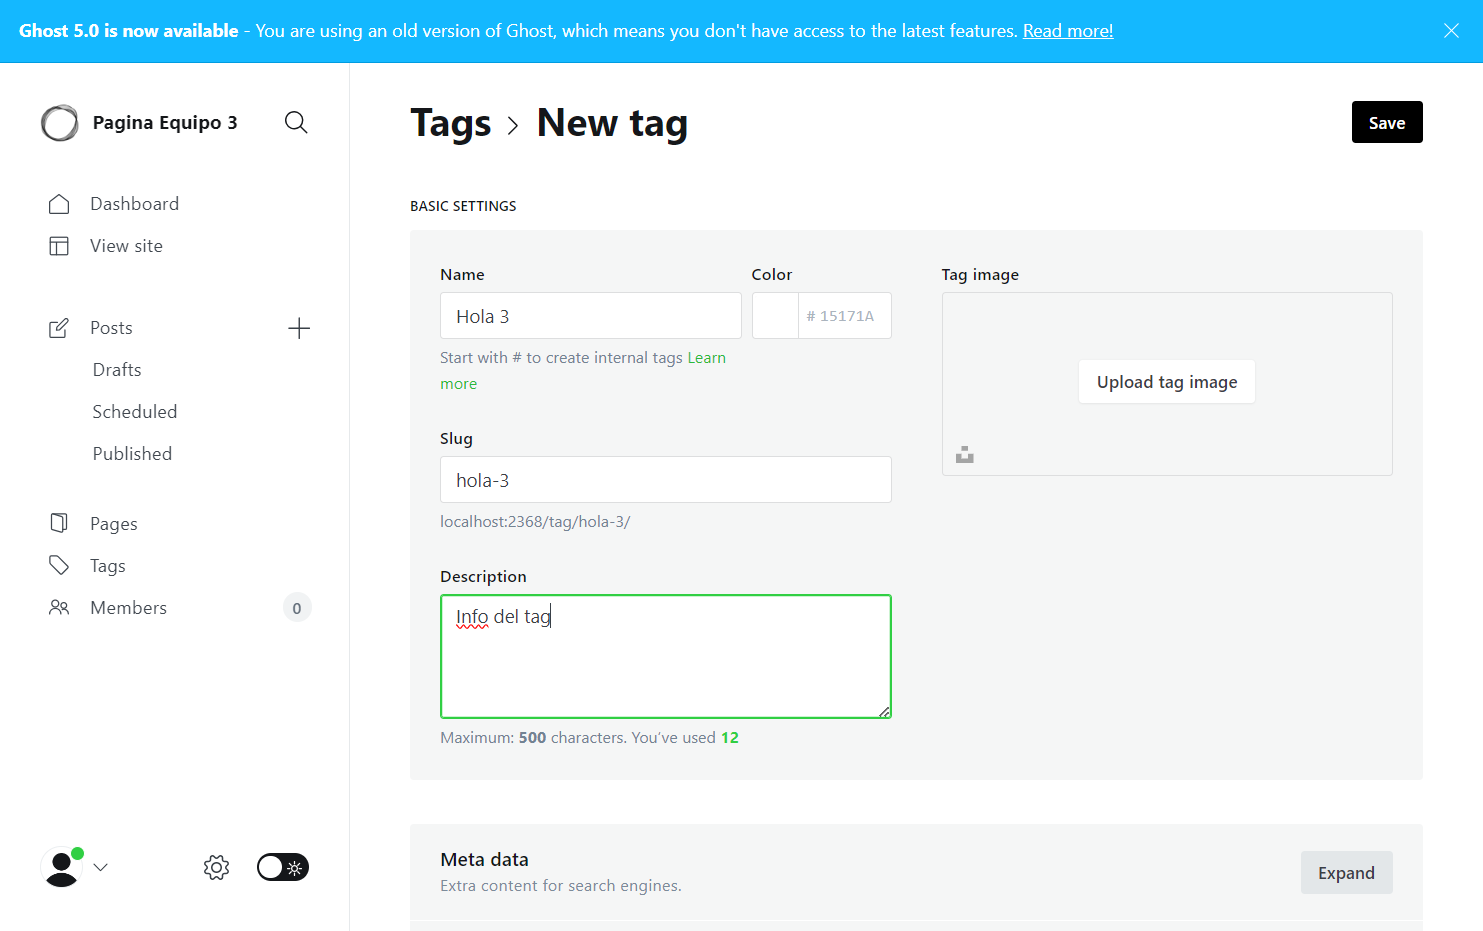 Ghost 5.0 is now available - You are using an old version of Ghost, which means you don't have access to the latest features. Read more!
Pagina Equipo 3
Dashboard
View site
Posts
Drafts
Scheduled
Published
Pages
Tags
Members 0
Tags > New tag
Save
BASIC SETTINGS
Name
Hola 3
Start with # to create internal tags Learn
more
Color
# 15171A
Slug
hola-3
localhost:2368/tag/hola-3/
Description
Info del tag
Maximum: 500 characters. You’ve used 12
Tag image
Upload tag image
Meta data
Extra content for search engines.
Expand